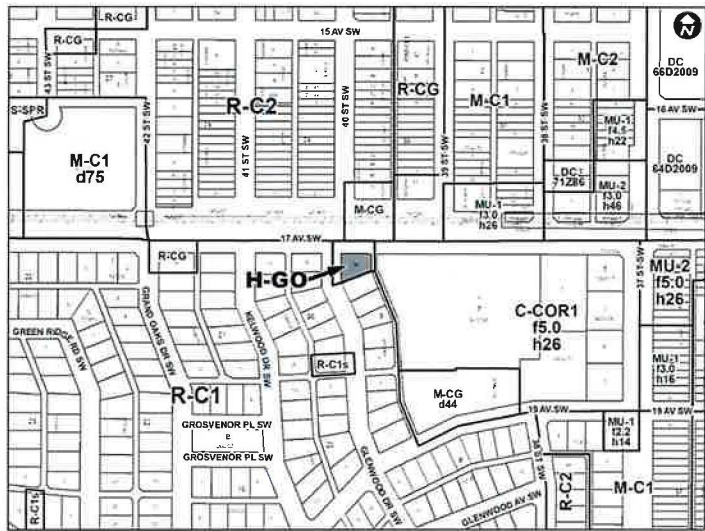 R-CG
15 AV SW
N
R-CG
43 ST SW
M-C2
DC
66D2009
R-CG
R-C2
M-C1
42 ST SW
41 ST SW
40 ST SW
39 ST SW
38 ST SW
S-SPR
MU-1
f4.5
h22
16 AV SW
M-C1
d75
DC
71Z86
DC
64D2009
M-CG
MU-1
f3.0
h26
MU-2
f3.0
h46
17 AV SW
R-CG
H-GO
37 ST SW
MU-2
f5.0
h26
C-COR1
f5.0
h26
GREEN RIDGE RD SW
GRAND OAKS DR SW
KELWOOD DR SW
R-C1s
MU-1
f3.0
h16
R-C1
M-CG
d44
19 AV SW
19 AV SW
MU-1
f2.2
h14
GROSVENOR PL SW
GROSVENOR PL SW
GLENWOOD DR SW
38 ST SW
R-C2
M-C1
R-C1s
GLENWOOD AV SW